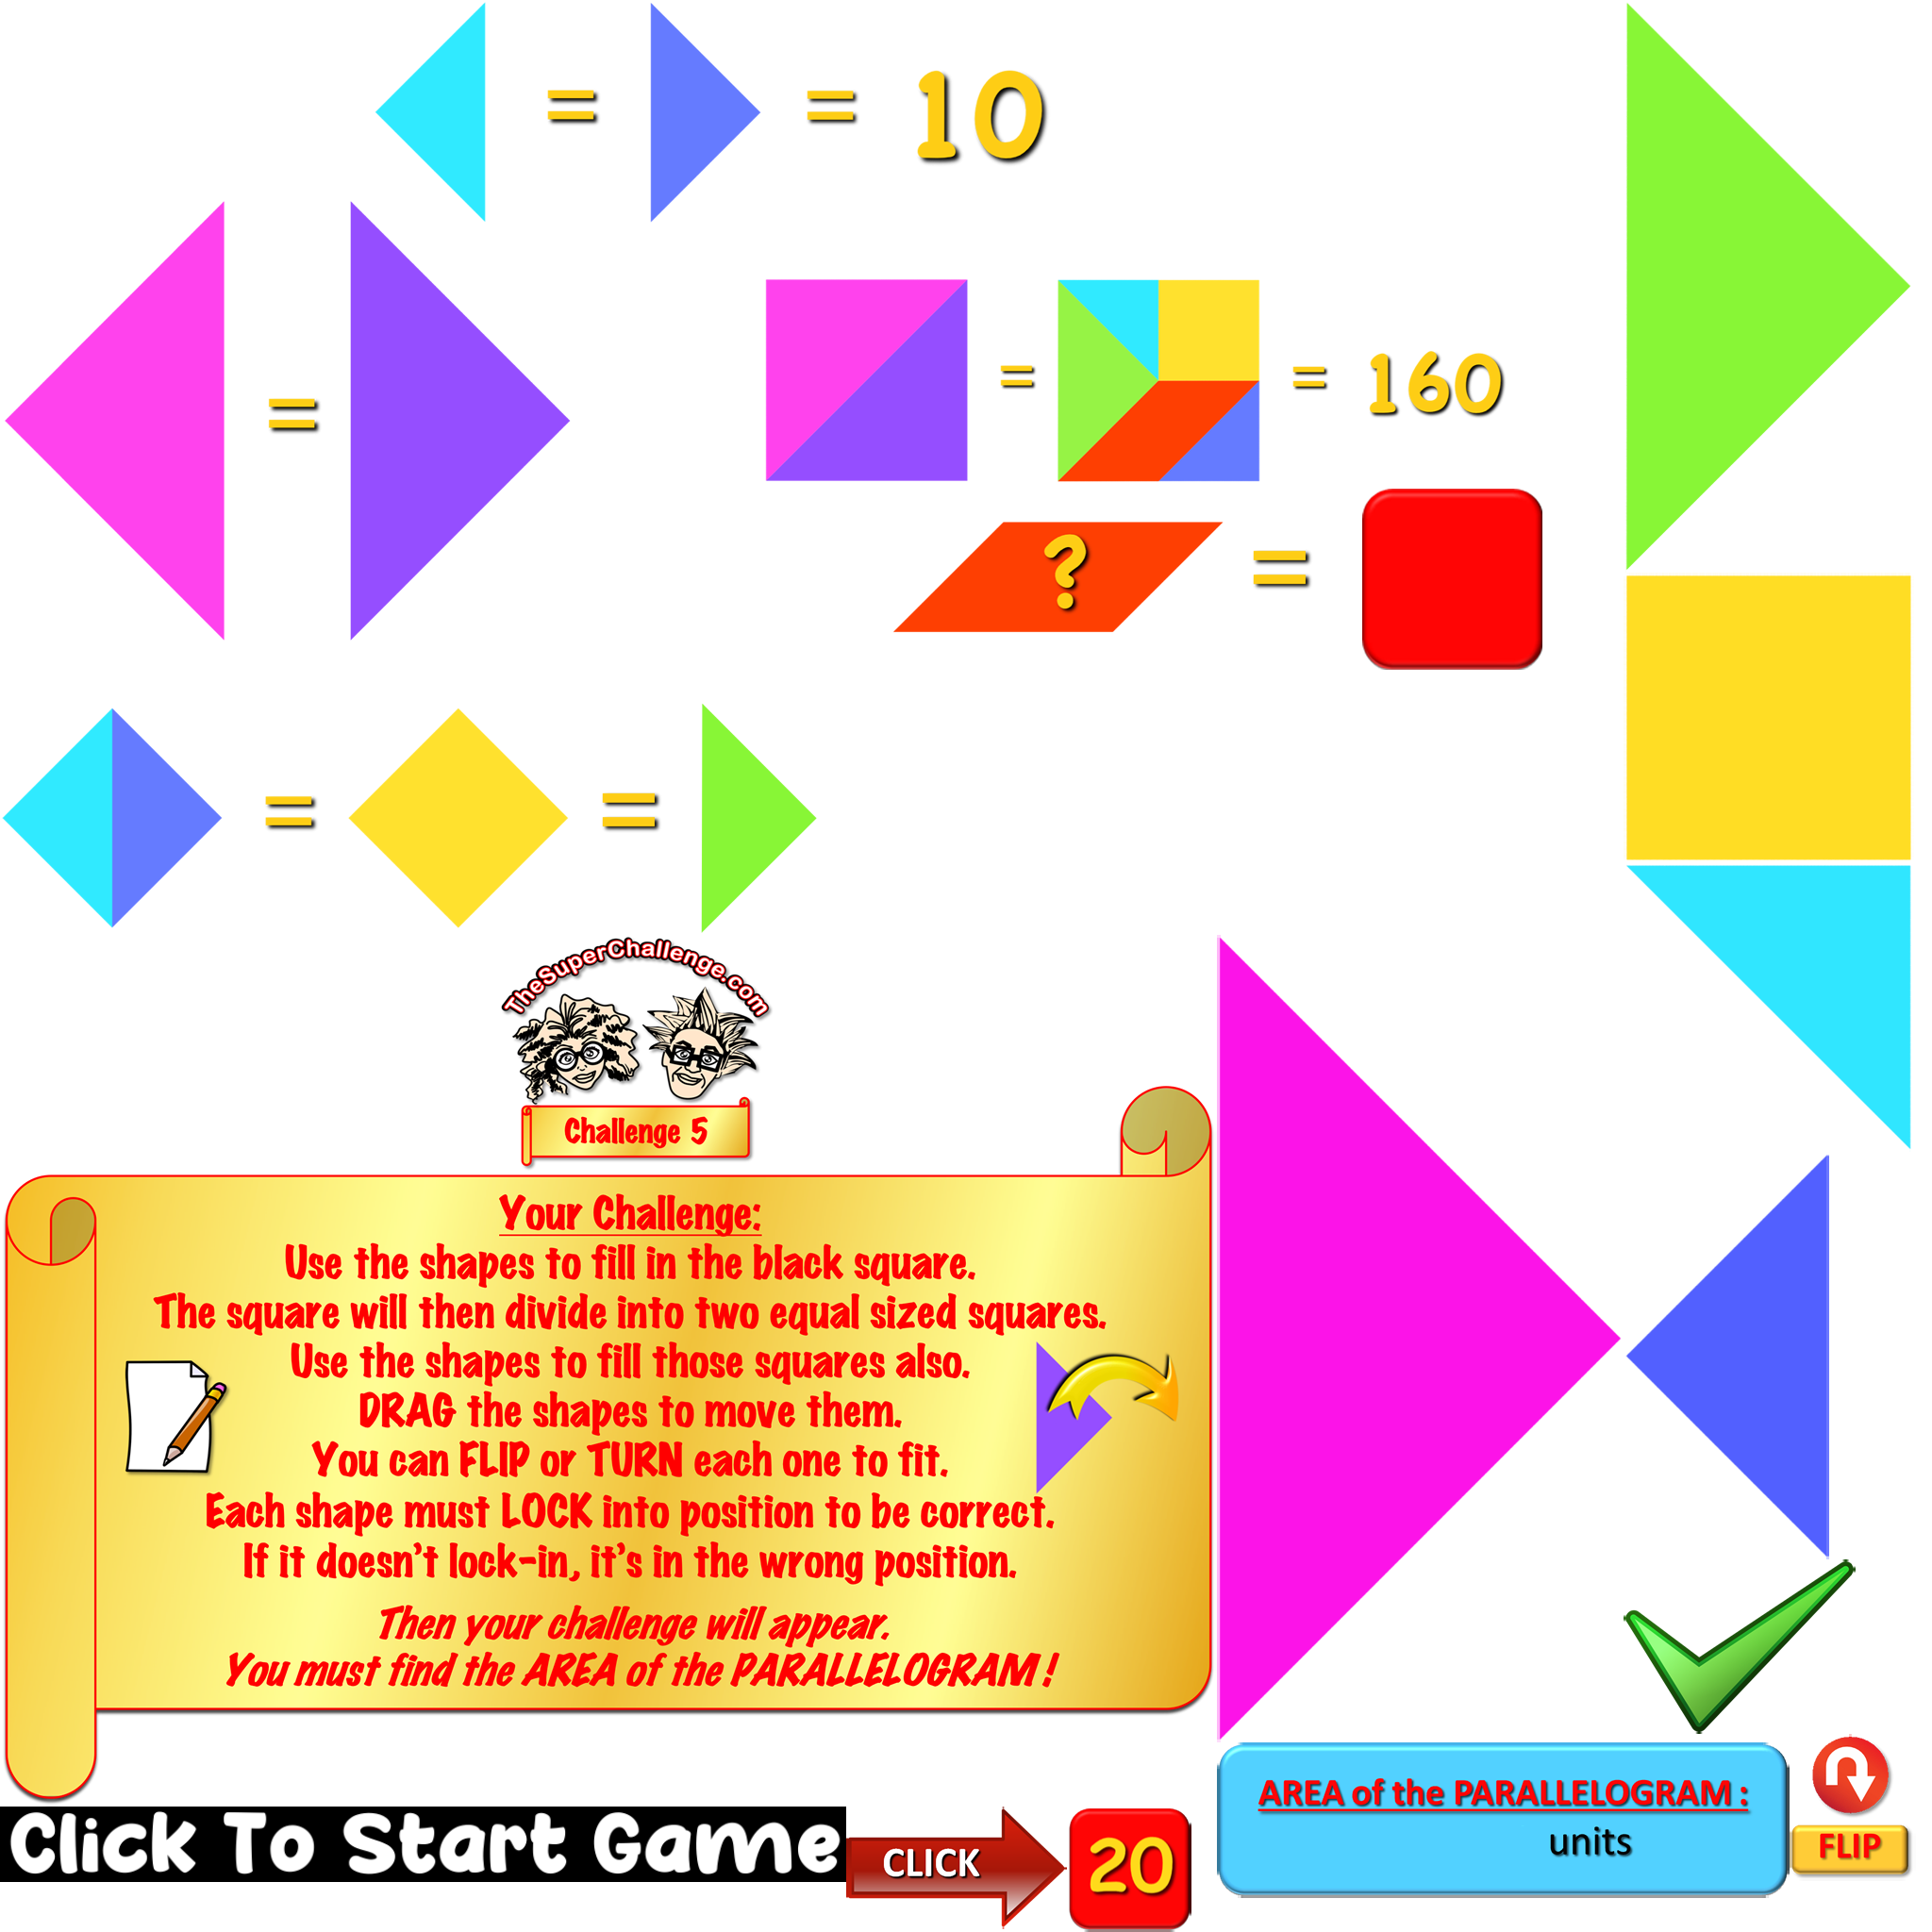 = = 10
=
= = 160
? =
= =
TheSuperChallenge.com
Challenge 5
Your Challenge:
Use the shapes to fill in the black square.
The square will then divide into two equal sized squares.
Use the shapes to fill those squares also.
DRAG the shapes to move them.
You can FLIP or TURN each one to fit.
Each shape must LOCK into position to be correct.
If it doesn't lock-in, it's in the wrong position.
Then your challenge will appear.
You must find the AREA of the PARALLELOGRAM!
Click To Start Game
CLICK
20
AREA of the PARALLELOGRAM :
units
FLIP